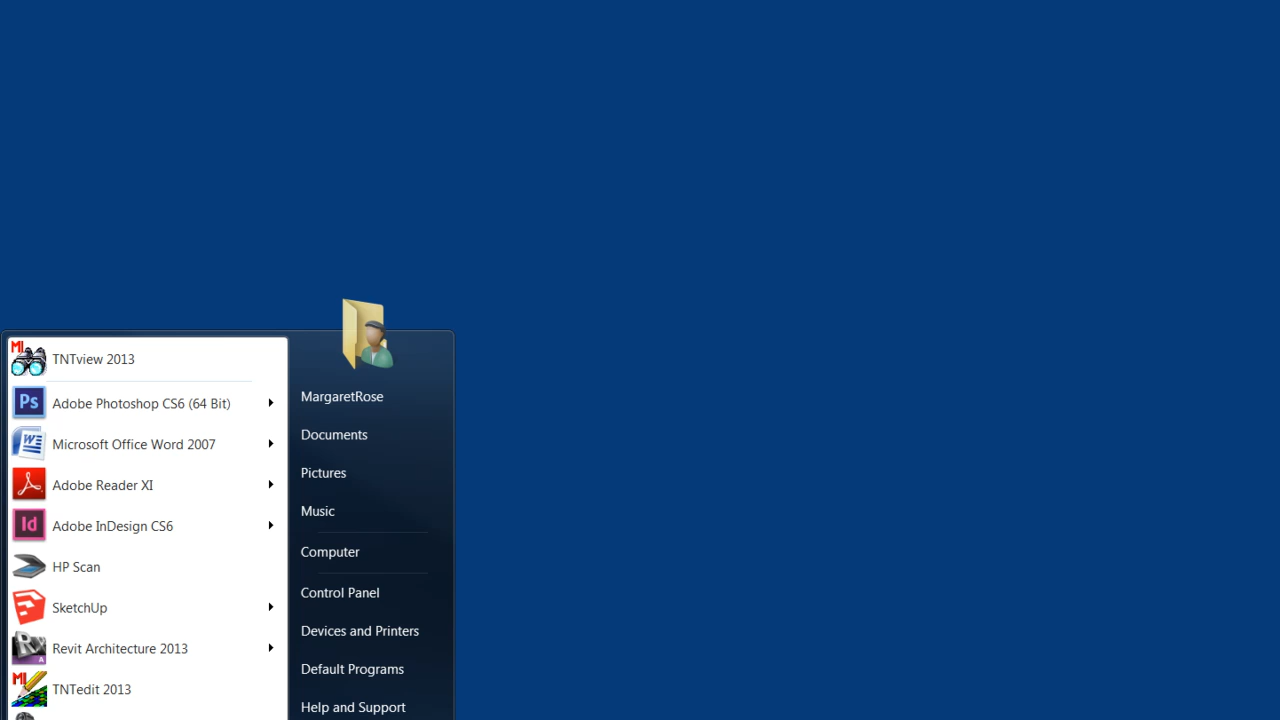 TNTview 2013
Adobe Photoshop CS6 (64 Bit)
Microsoft Office Word 2007
Adobe Reader XI
Adobe InDesign CS6
HP Scan
SketchUp
Revit Architecture 2013
TNTedit 2013
MargaretRose
Documents
Pictures
Music
Computer
Control Panel
Devices and Printers
Default Programs
Help and Support